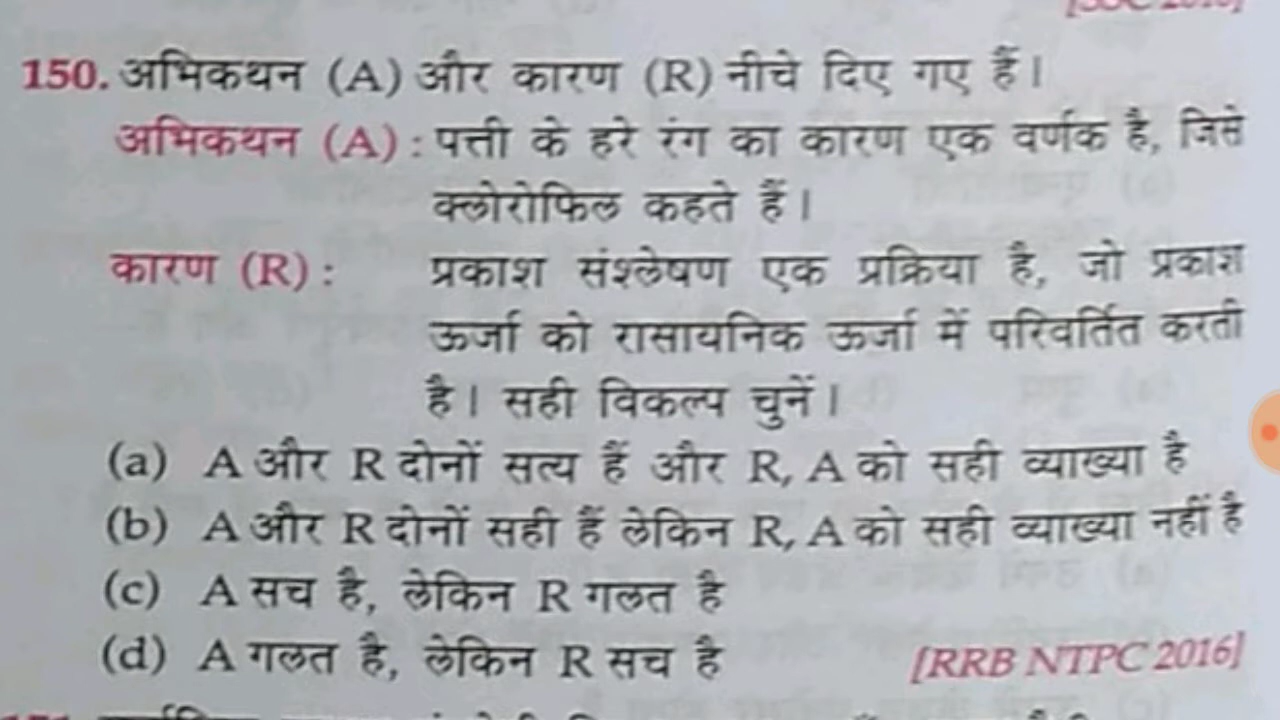 150. अभिकथन (A) और कारण (R) नीचे दिए गए हैं।
अभिकथन (A) : पत्ती के हरे रंग का कारण एक वर्णक है, जिसे
क्लोरोफिल कहते हैं।
कारण (R) : प्रकाश संश्लेषण एक प्रक्रिया है, जो प्रकाश
ऊर्जा को रासायनिक ऊर्जा में परिवर्तित करती
है। सही विकल्प चुनें।
(a) A और R दोनों सत्य हैं और R, A को सही व्याख्या है
(b) A और R दोनों सही हैं लेकिन R, A को सही व्याख्या नहीं है
(c) A सच है, लेकिन R गलत है
(d) A गलत है, लेकिन R सच है
[RRB NTPC 2016]